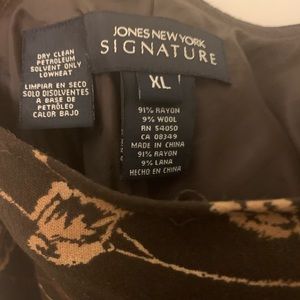 JONES NEW YORK
SIGNATURE
DRY CLEAN
PETROLEUM
SOLVENT ONLY
LOWHEAT
LIMPIAR EN SECO
SOLO DISOLVENTES
A BASE DE
PETRÓLEO
CALOR BAJO
XL
91% RAYON
9% WOOL
RN 54050
CA 08349
MADE IN CHINA
91% RAYON
9% LANA
HECHO EN CHINA